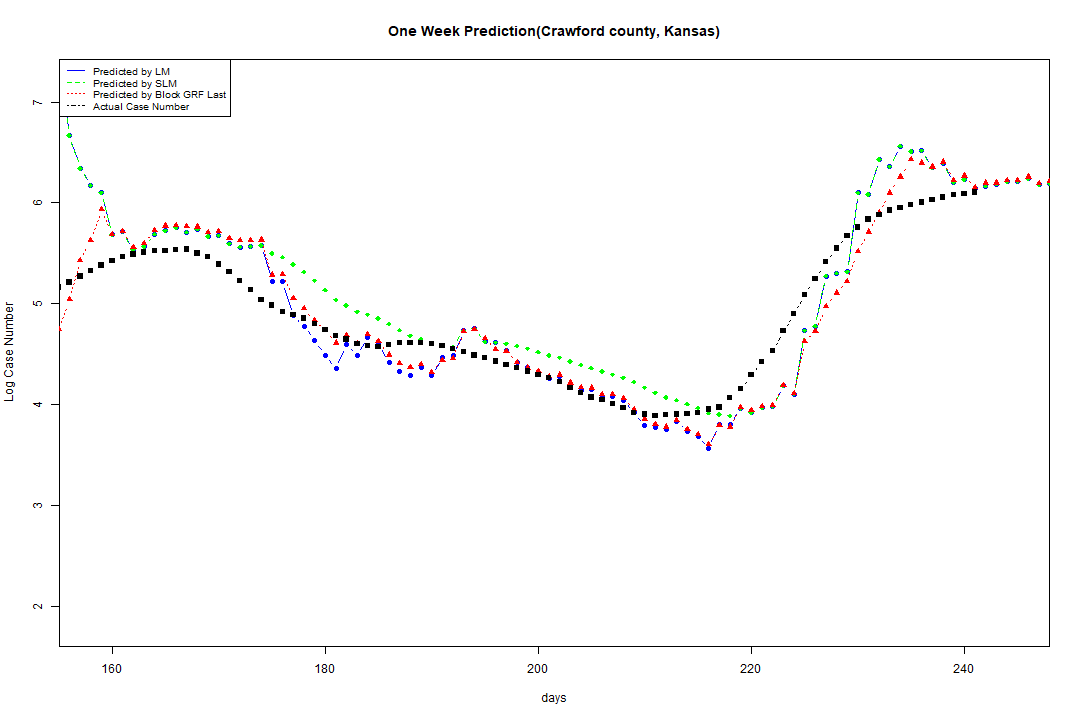 One Week Prediction(Crawford county, Kansas)
Predicted by LM
Predicted by SLM
Predicted by Block GRF Last
Actual Case Number
7
6
5
4
3
2
Log Case Number
160 180 200 220 240
days